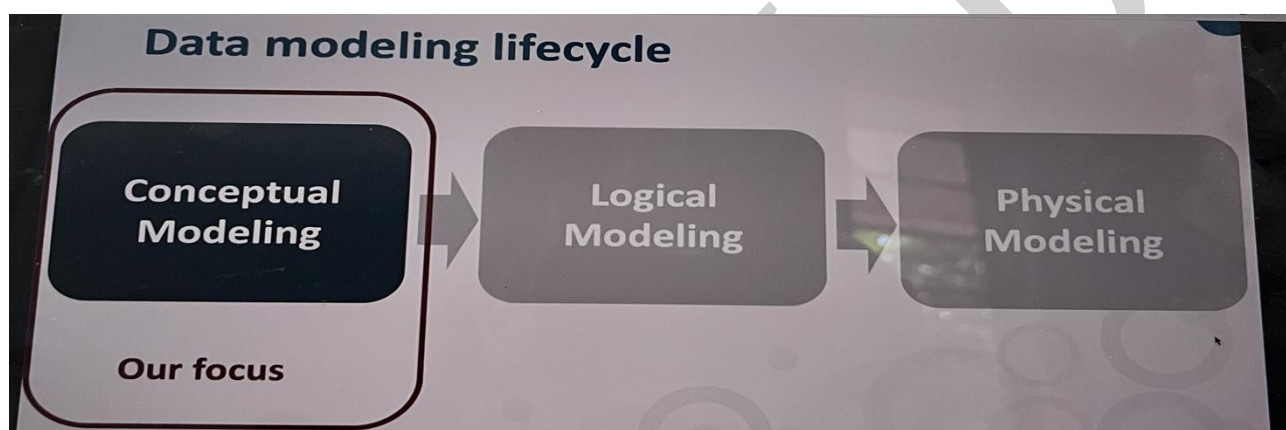 Data modeling lifecycle
Conceptual
Modeling
Logical
Modeling
Physical
Modeling
Our focus